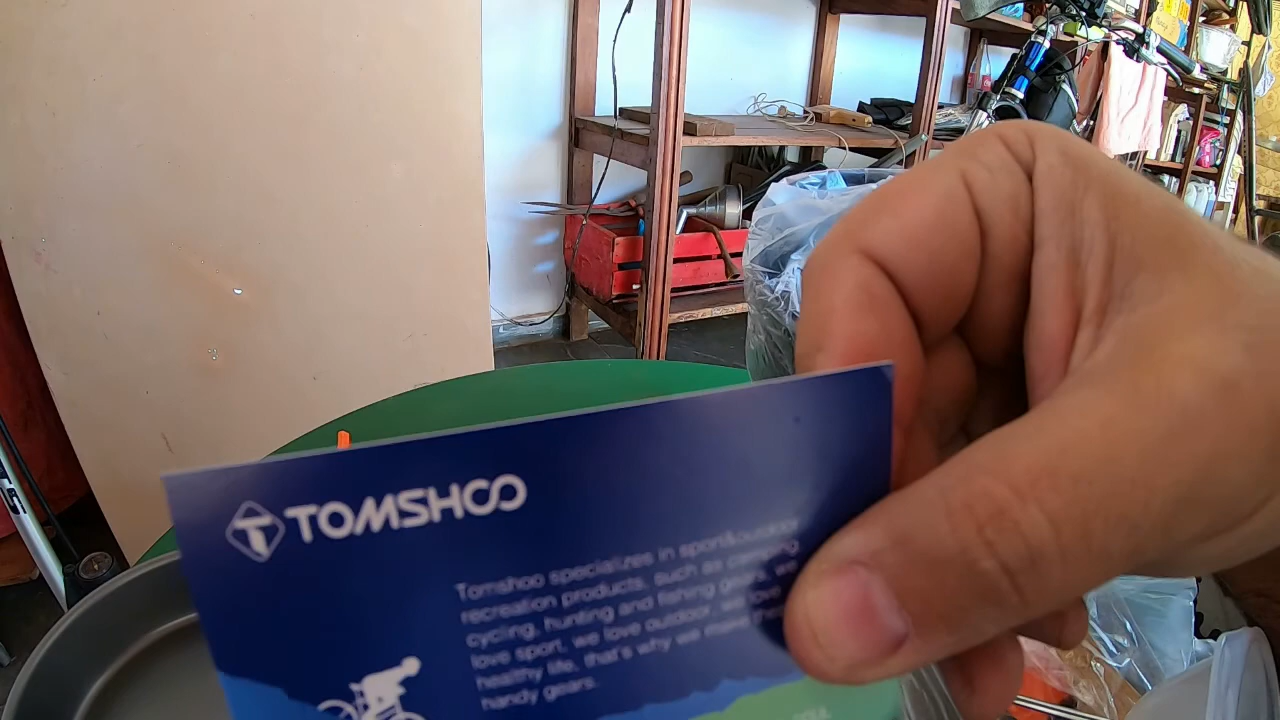 TOMSHOO
Tomshoo specializes in sport&outdoor
recreation products, such as camping
cycling, hunting and fishing gears, we
love sport, we love outdoor, we love
healthy life, that's why we make
handy gears.